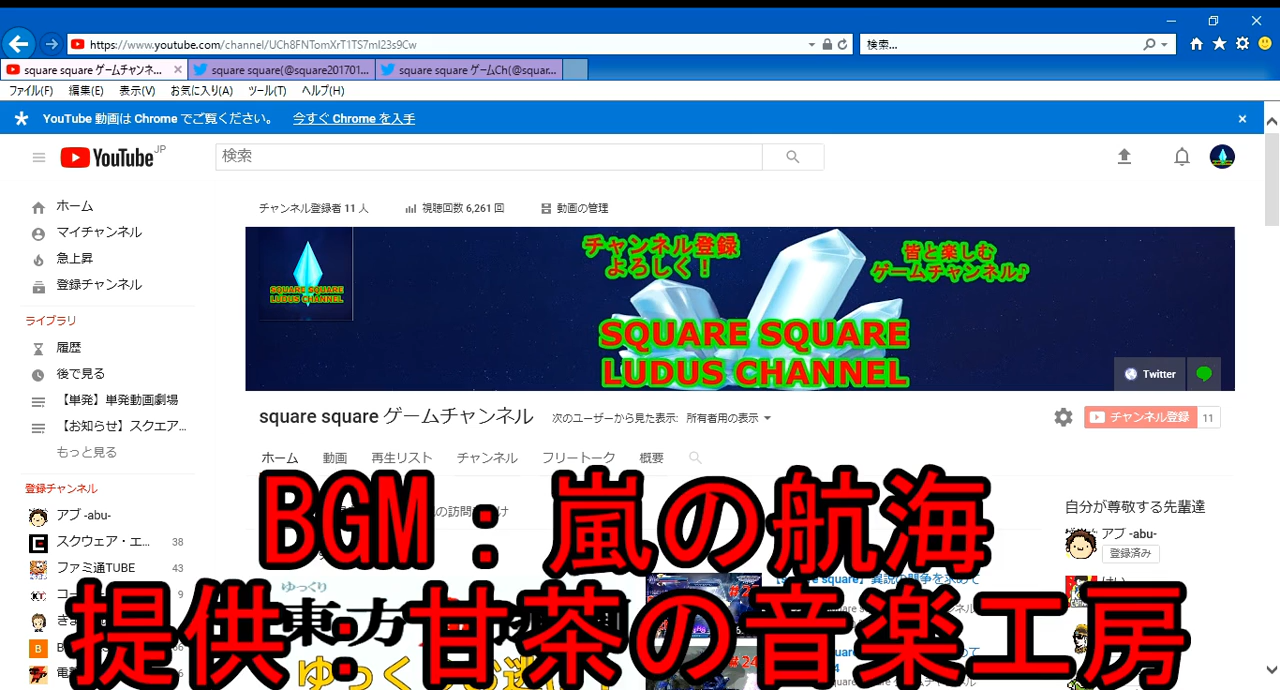 https://www.youtube.com/channel/UCh8FNTomXrT1TS7ml23s9Cw
検索...
square square ゲームチャンネ...
square square(@square201701...
square square ゲームCh(@squar...
ファイル(F) 編集(E) 表示(V) お気に入り(A) ツール(T) ヘルプ(H)
YouTube 動画は Chrome でご覧ください。 今すぐ Chrome を入手
YouTube JP
検索
ホーム
マイチャンネル
急上昇
登録チャンネル
ライブラリ
履歴
後で見る
【単発】単発動画劇場
【お知らせ】スクエア...
もっと見る
登録チャンネル
アブ -abu-
スクウェア・エ... 38
ファミ通TUBE 43
チャンネル登録者 11 人 視聴回数 6,261 回 動画の管理
SQUARE SQUARE
LUDUS CHANNEL
チャンネル登録
よろしく！
皆と楽しむ
ゲームチャンネル♪
SQUARE SQUARE
LUDUS CHANNEL
Twitter
square square ゲームチャンネル
次のユーザーから見た表示: 所有者用の表示
チャンネル登録 11
ホーム 動画 再生リスト チャンネル フリートーク 概要
自分が尊敬する先輩達
アブ -abu-
登録済み
BGM：嵐の航海
提供：甘茶の音楽工房
ゆっくり